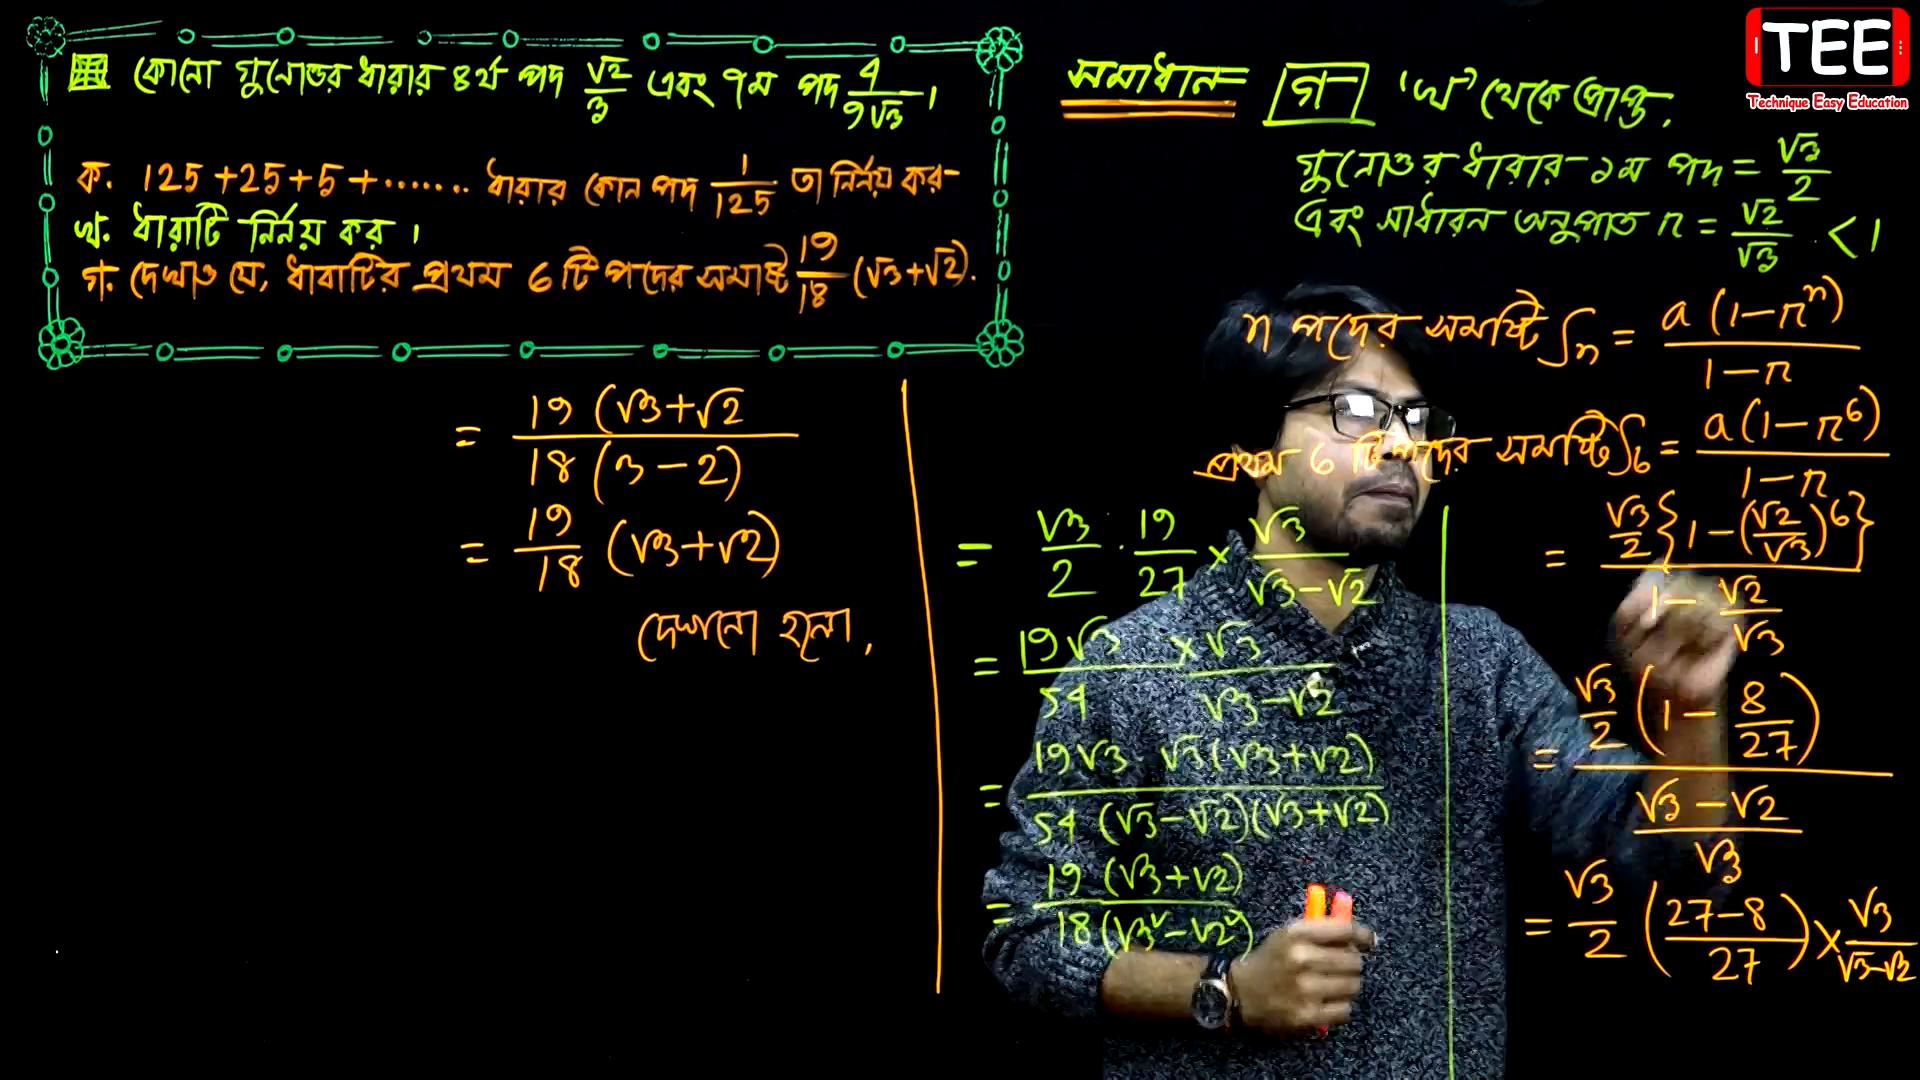 কোনো গুনোত্তর ধারার ৪র্থ পদ √2/3 এবং ৭ম পদ 4/9√3।
ক. 125+25+5+....... ধারার কোন পদ 1/125 তা নির্নয় কর-
খ. ধারাটি নির্নয় কর।
গ. দেখাও যে, ধারাটির প্রথম 6 টি পদের সমষ্টি 19/18 (√3+√2).
= 19 (√3+√2 / 18 (3-2)
= 19/18 (√3+√2)
দেখানো হলো.
TEE
Technique Easy Education
সমাধান গ 'খ' থেকে প্রাপ্ত,
গুনোত্তর ধারার ১ম পদ = √3/2
এবং সাধারন অনুপাত r = √2/√3 < 1
n পদের সমষ্টি Sn = a(1-r^n) / 1-r
প্রথম 6 টি পদের সমষ্টি S6 = a(1-r^6) / 1-r
= √3/2 {1-(√2/√3)^6} / 1-√2/√3
= √3/2 (1-8/27) / √3-√2/√3
= √3/2 (27-8/27) × √3/√3-√2
= √3/2 . 19/27 × √3/√3-√2
= 19√3/54 × √3/√3-√2
= 19√3 . √3(√3+√2) / 54 (√3-√2)(√3+√2)
= 19 (√3+√2) / 18(√3²-√2²)